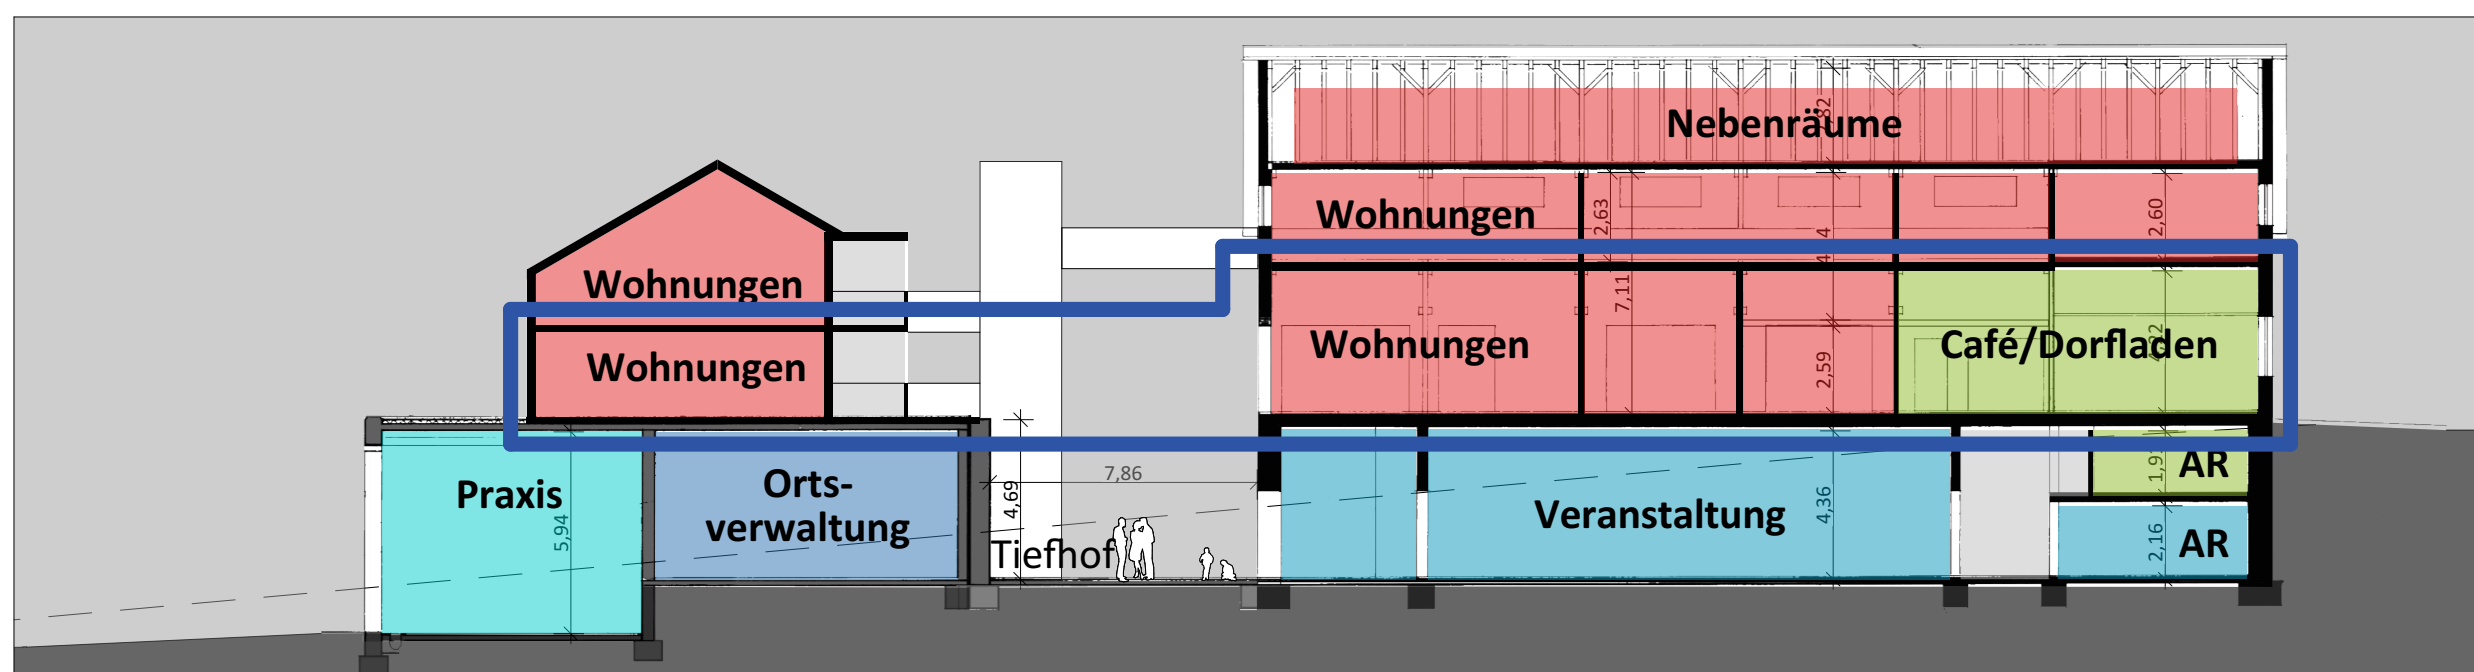 Nebenräume
Wohnungen
2,63
2,60
Wohnungen
Wohnungen
7,11
Wohnungen
2,59
Café/Dorfladen
Praxis
5,94
Orts-
verwaltung
4,69
7,86
Tiefhof
Veranstaltung
4,36
AR
2,16
AR